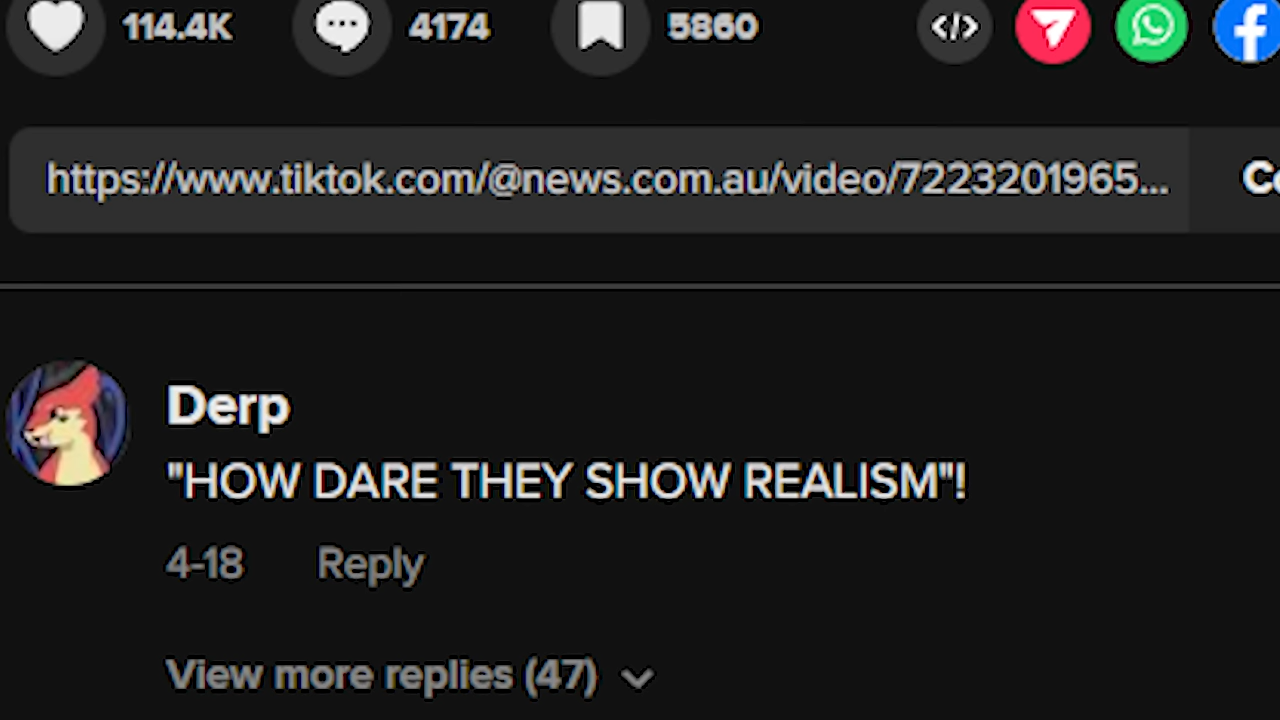 114.4K 4174 5860
https://www.tiktok.com/@news.com.au/video/7223201965...
Derp
"HOW DARE THEY SHOW REALISM"!
4-18 Reply
View more replies (47)